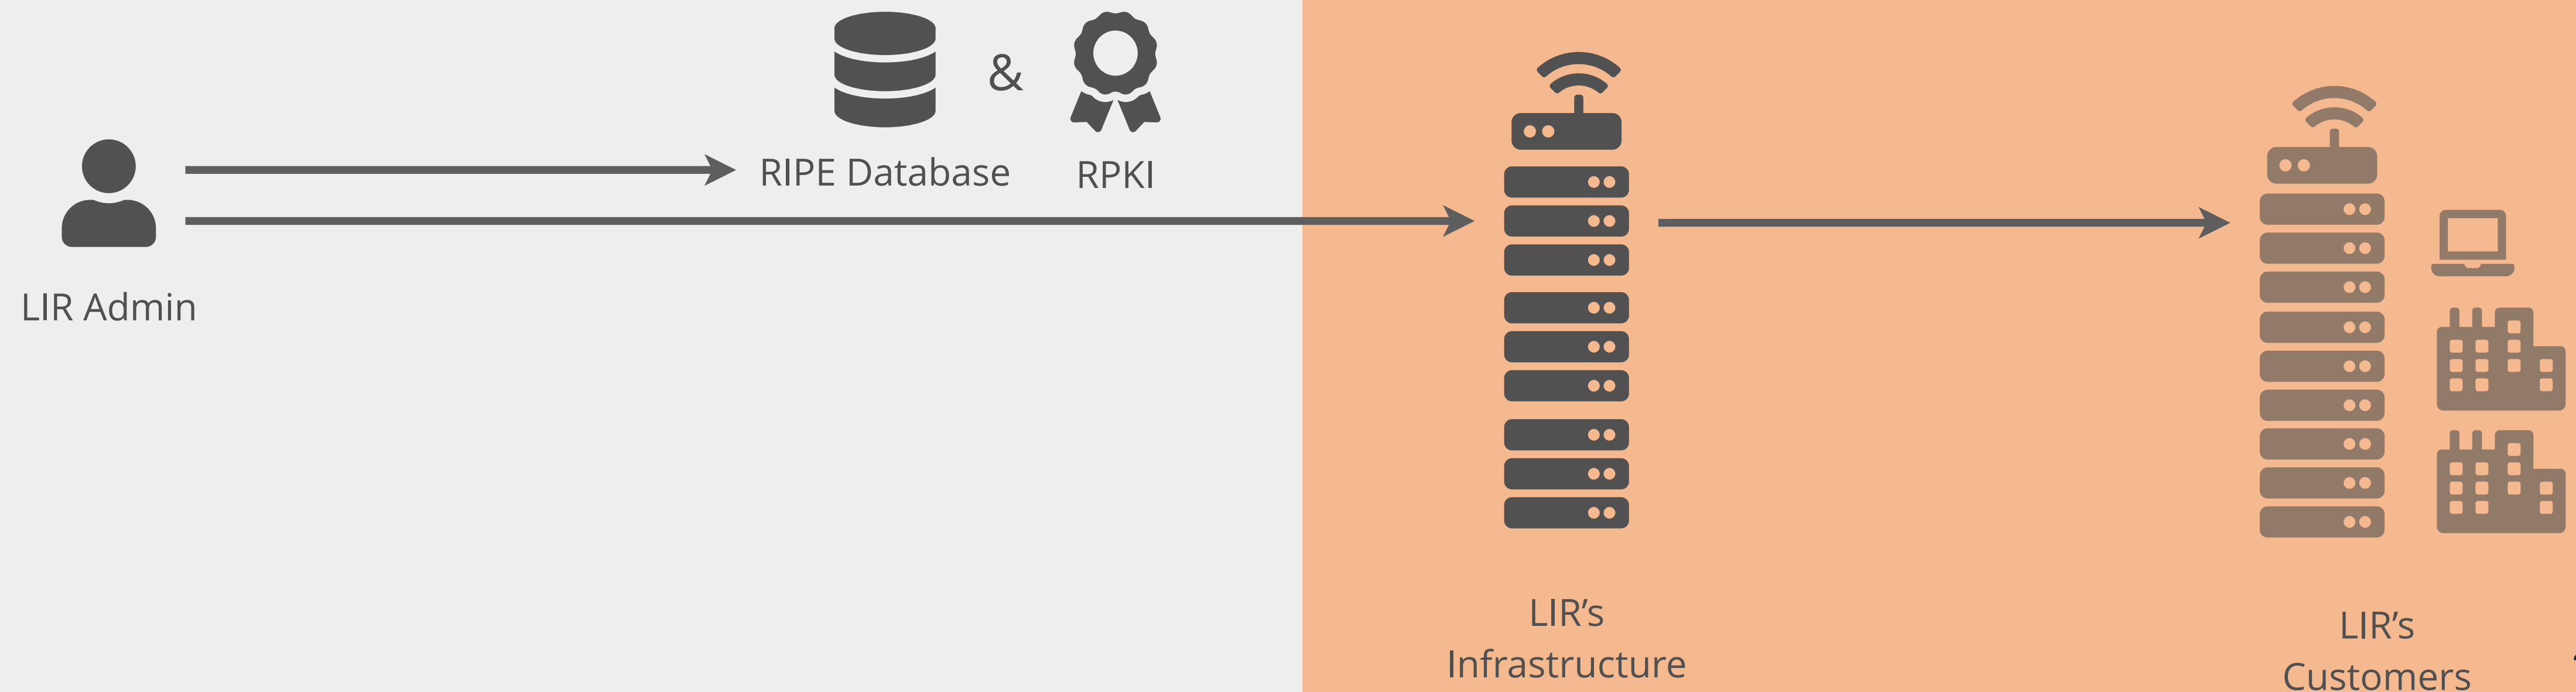 &
RIPE Database
RPKI
LIR Admin
LIR’s
Infrastructure
LIR’s
Customers